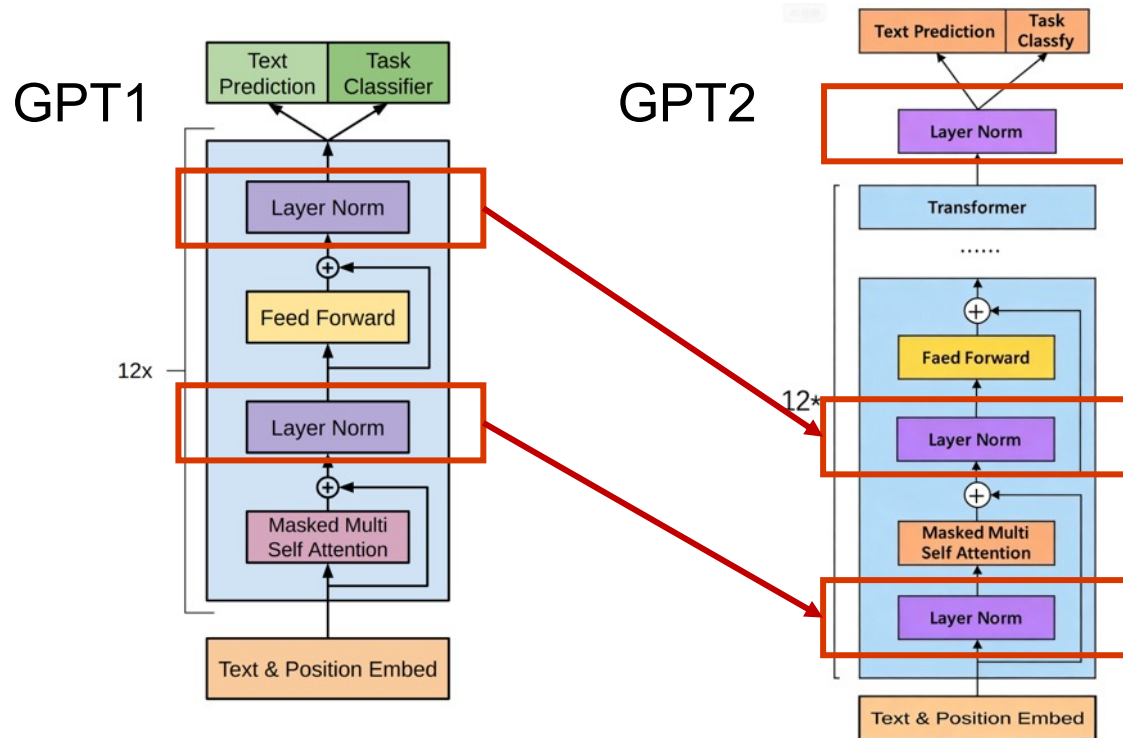 GPT1
Text
Prediction
Task
Classifier
Layer Norm
Feed Forward
12x
Layer Norm
Masked Multi
Self Attention
Text & Position Embed
GPT2
Text Prediction
Task
Classfy
Layer Norm
Transformer
......
Faed Forward
12*
Layer Norm
Masked Multi
Self Attention
Layer Norm
Text & Position Embed